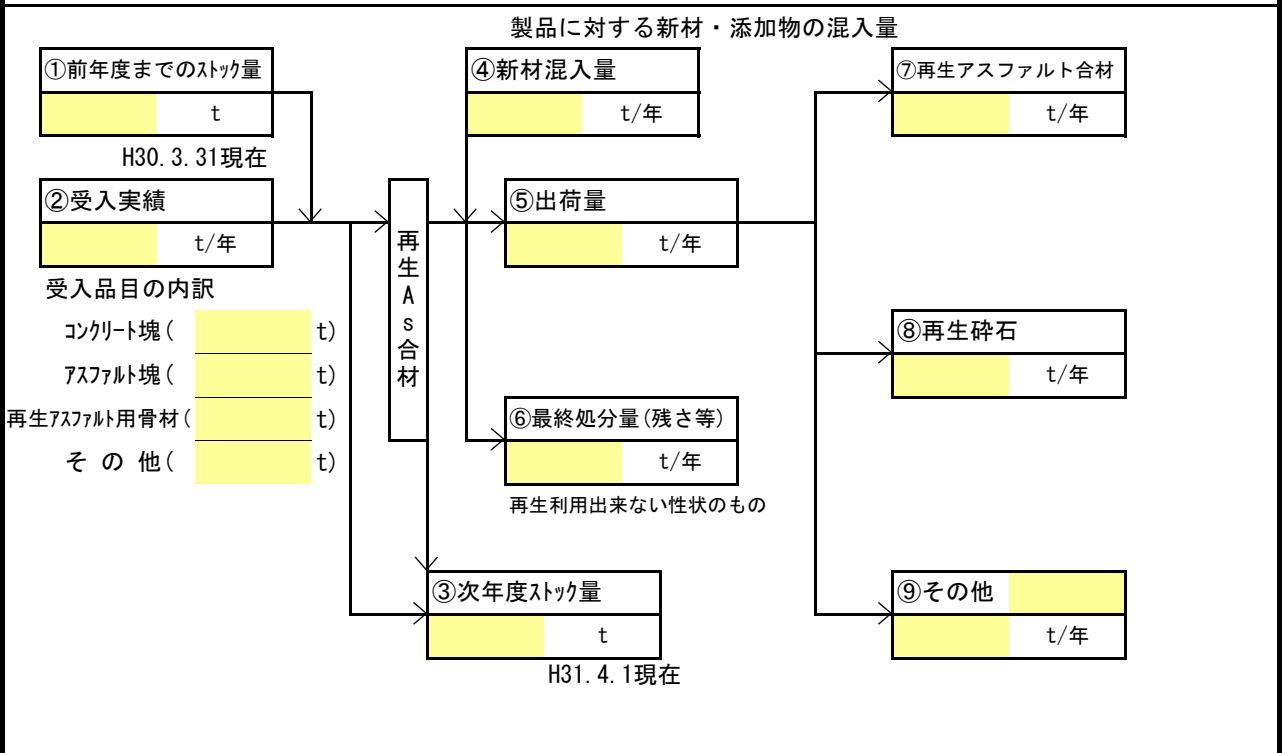 製品に対する新材・添加物の混入量
①前年度までのｽﾄｯｸ量
t
H30.3.31現在
②受入実績
t/年
受入品目の内訳
ｺﾝｸﾘｰﾄ塊( t)
ｱｽﾌｧﾙﾄ塊( t)
再生ｱｽﾌｧﾙﾄ用骨材( t)
そ の 他( t)
再生As合材
④新材混入量
t/年
⑤出荷量
t/年
⑥最終処分量(残さ等)
t/年
再生利用出来ない性状のもの
③次年度ｽﾄｯｸ量
t
H31.4.1現在
⑦再生アスファルト合材
t/年
⑧再生砕石
t/年
⑨その他
t/年